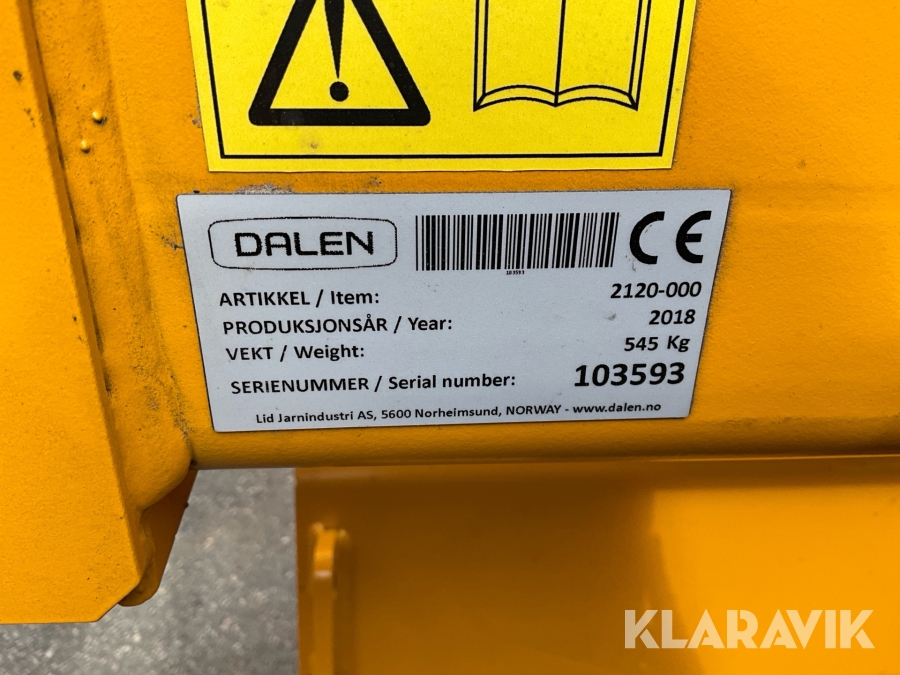 DALEN
103593
CE
ARTIKKEL / Item: 2120-000
PRODUKSJONSÅR / Year: 2018
VEKT / Weight: 545 Kg
SERIENUMMER / Serial number: 103593
Lid Jarnindustri AS, 5600 Norheimsund, NORWAY - www.dalen.no
KLARAVIK